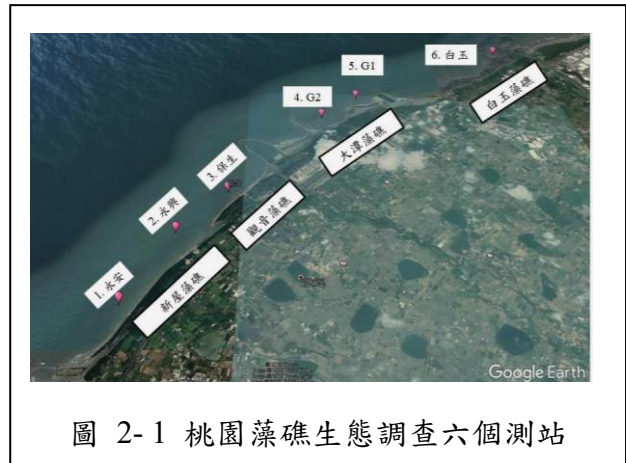 6. 白玉
5. G1
4. G2
白玉藻礁
大潭藻礁
3. 保生
觀音藻礁
2. 永興
新屋藻礁
1. 永安
Google Earth
圖 2- 1 桃園藻礁生態調查六個測站